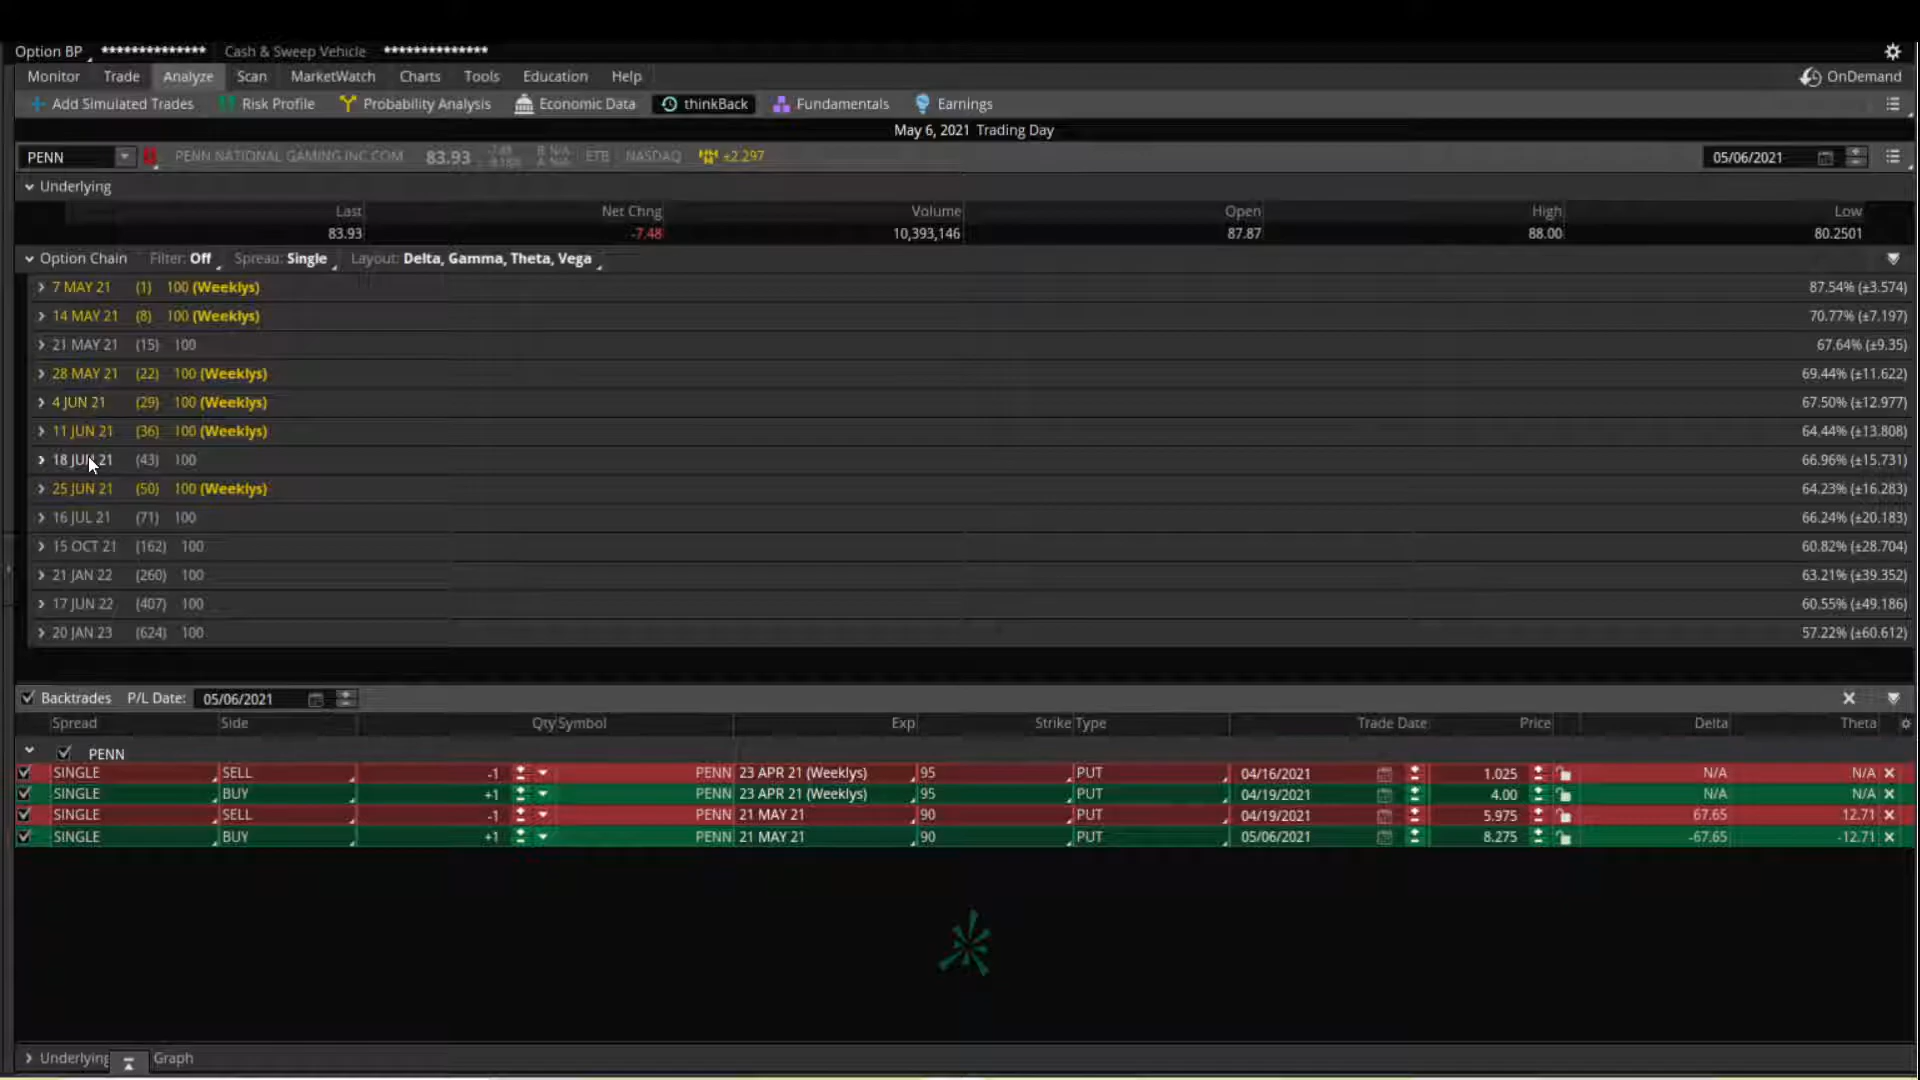 Option BP ************** Cash & Sweep Vehicle **************
Monitor Trade Analyze Scan MarketWatch Charts Tools Education Help OnDemand
Add Simulated Trades Risk Profile Probability Analysis Economic Data thinkBack Fundamentals Earnings
May 6, 2021 Trading Day
PENN PENN NATIONAL GAMING INC COM 83.93 ETB NASDAQ ±2.297 05/06/2021
Underlying
Last Net Chng Volume Open High Low
83.93 -7.48 10,393,146 87.87 88.00 80.2501
Option Chain Filter: Off Spread: Single Layout: Delta, Gamma, Theta, Vega
7 MAY 21 (1) 100 (Weeklys) 87.54% (±3.574)
14 MAY 21 (8) 100 (Weeklys) 70.77% (±7.197)
21 MAY 21 (15) 100 67.64% (±9.35)
28 MAY 21 (22) 100 (Weeklys) 69.44% (±11.622)
4 JUN 21 (29) 100 (Weeklys) 67.50% (±12.977)
11 JUN 21 (36) 100 (Weeklys) 64.44% (±13.808)
18 JUN 21 (43) 100 66.96% (±15.731)
25 JUN 21 (50) 100 (Weeklys) 64.23% (±16.283)
16 JUL 21 (71) 100 66.24% (±20.183)
15 OCT 21 (162) 100 60.82% (±28.704)
21 JAN 22 (260) 100 63.21% (±39.352)
17 JUN 22 (407) 100 60.55% (±49.186)
20 JAN 23 (624) 100 57.22% (±60.612)
Backtrades P/L Date: 05/06/2021
Spread Side Qty Symbol Exp Strike Type Trade Date Price Delta Theta
PENN
SINGLE SELL -1 PENN 23 APR 21 (Weeklys) 95 PUT 04/16/2021 1.025 N/A N/A
SINGLE BUY +1 PENN 23 APR 21 (Weeklys) 95 PUT 04/19/2021 4.00 N/A N/A
SINGLE SELL -1 PENN 21 MAY 21 90 PUT 04/19/2021 5.975 67.65 12.71
SINGLE BUY +1 PENN 21 MAY 21 90 PUT 05/06/2021 8.275 -67.65 -12.71
Underlying Graph